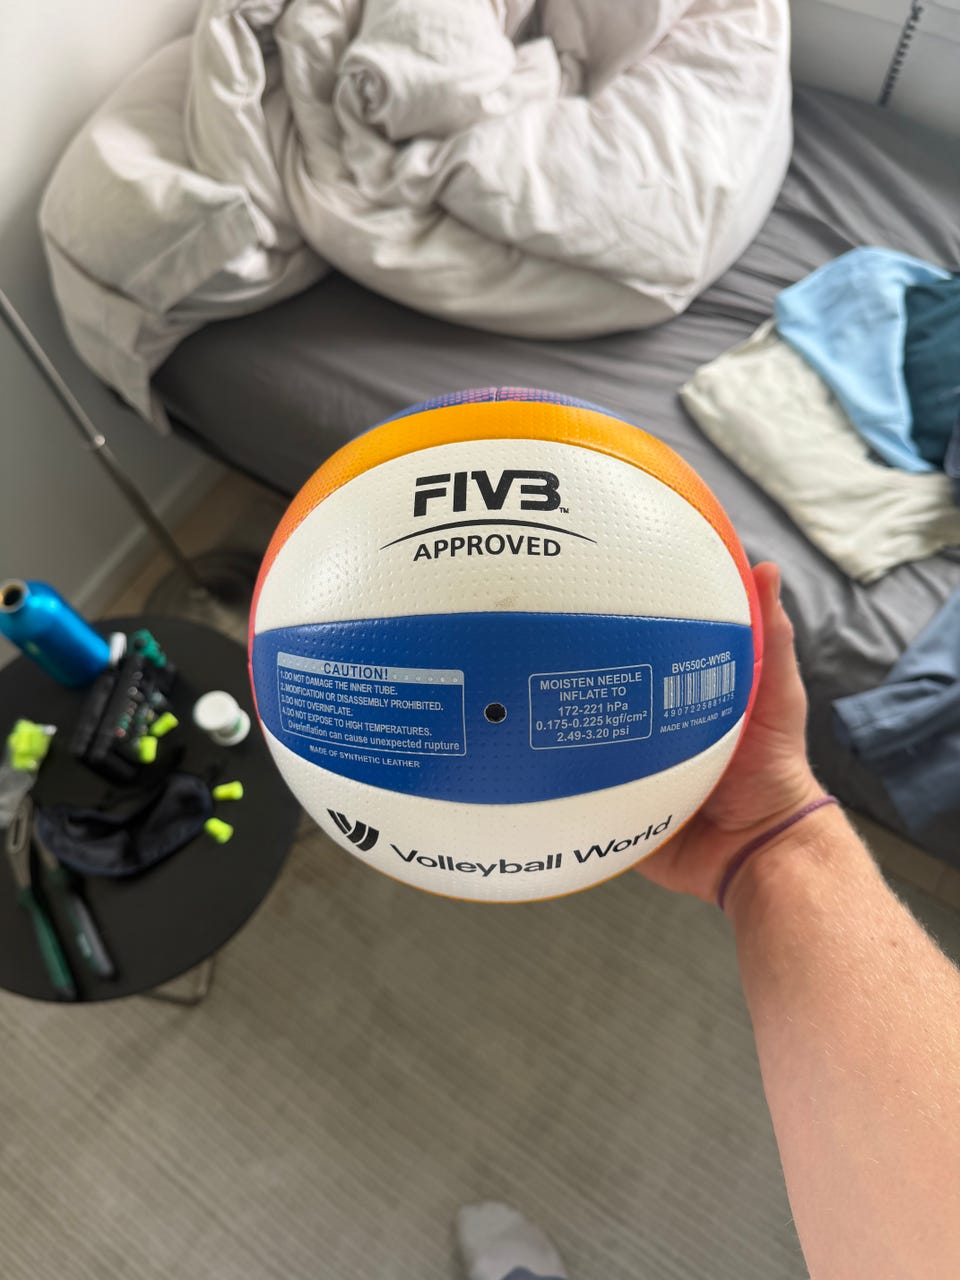 FIVB™
APPROVED
CAUTION!
1.DO NOT DAMAGE THE INNER TUBE.
2.MODIFICATION OR DISASSEMBLY PROHIBITED.
3.DO NOT OVERINFLATE.
4.DO NOT EXPOSE TO HIGH TEMPERATURES.
Overinflation can cause unexpected rupture
MADE OF SYNTHETIC LEATHER
MOISTEN NEEDLE
INFLATE TO
172-221 hPa
0.175-0.225 kgf/cm²
2.49-3.20 psi
BV550C-WYBR
4907225881475
MADE IN THAILAND
Volleyball World